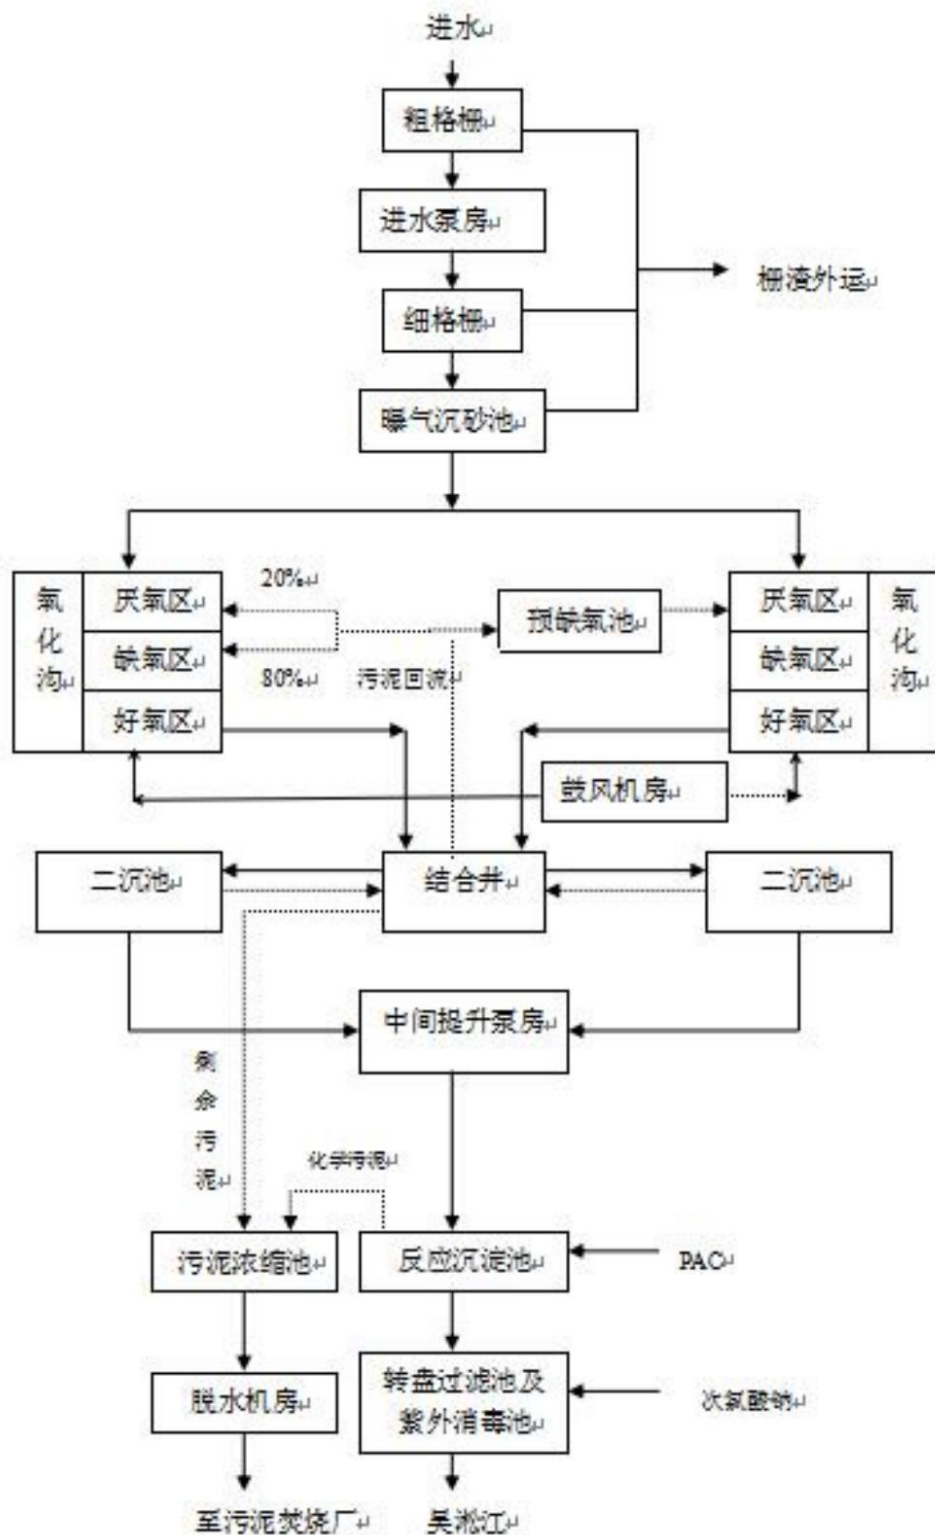 进水
粗格栅
进水泵房
细格栅
栅渣外运
曝气沉砂池
氧化沟
厌氧区
缺氧区
好氧区
20%
80%
污泥回流
预缺氧池
厌氧区
缺氧区
好氧区
氧化沟
鼓风机房
二沉池
结合井
二沉池
中间提升泵房
剩余污泥
化学污泥
污泥浓缩池
反应沉淀池
PAC
脱水机房
转盘过滤池及
紫外消毒池
次氯酸钠
至污泥焚烧厂
吴淞江